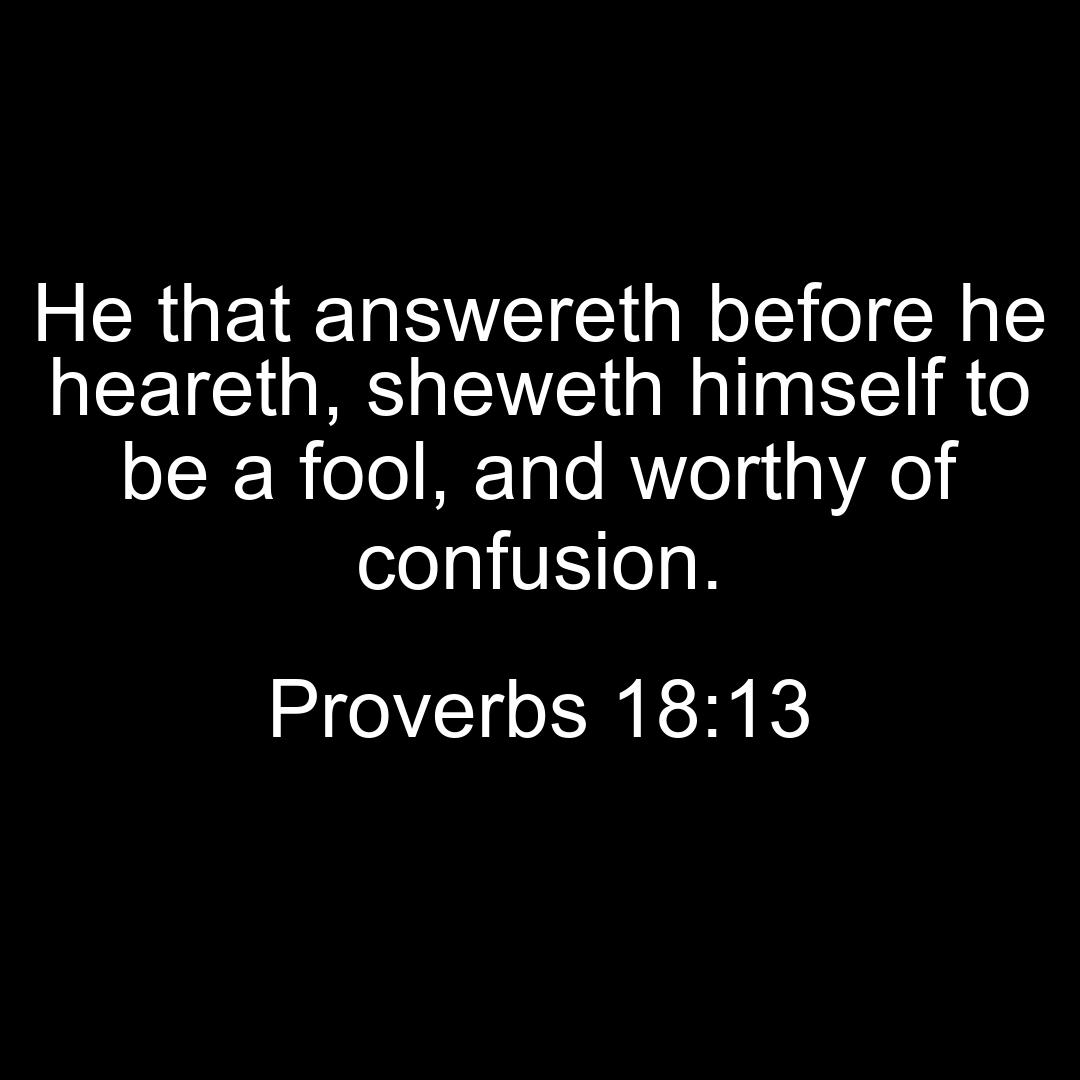 He that answereth before he
heareth, sheweth himself to
be a fool, and worthy of
confusion.
Proverbs 18:13